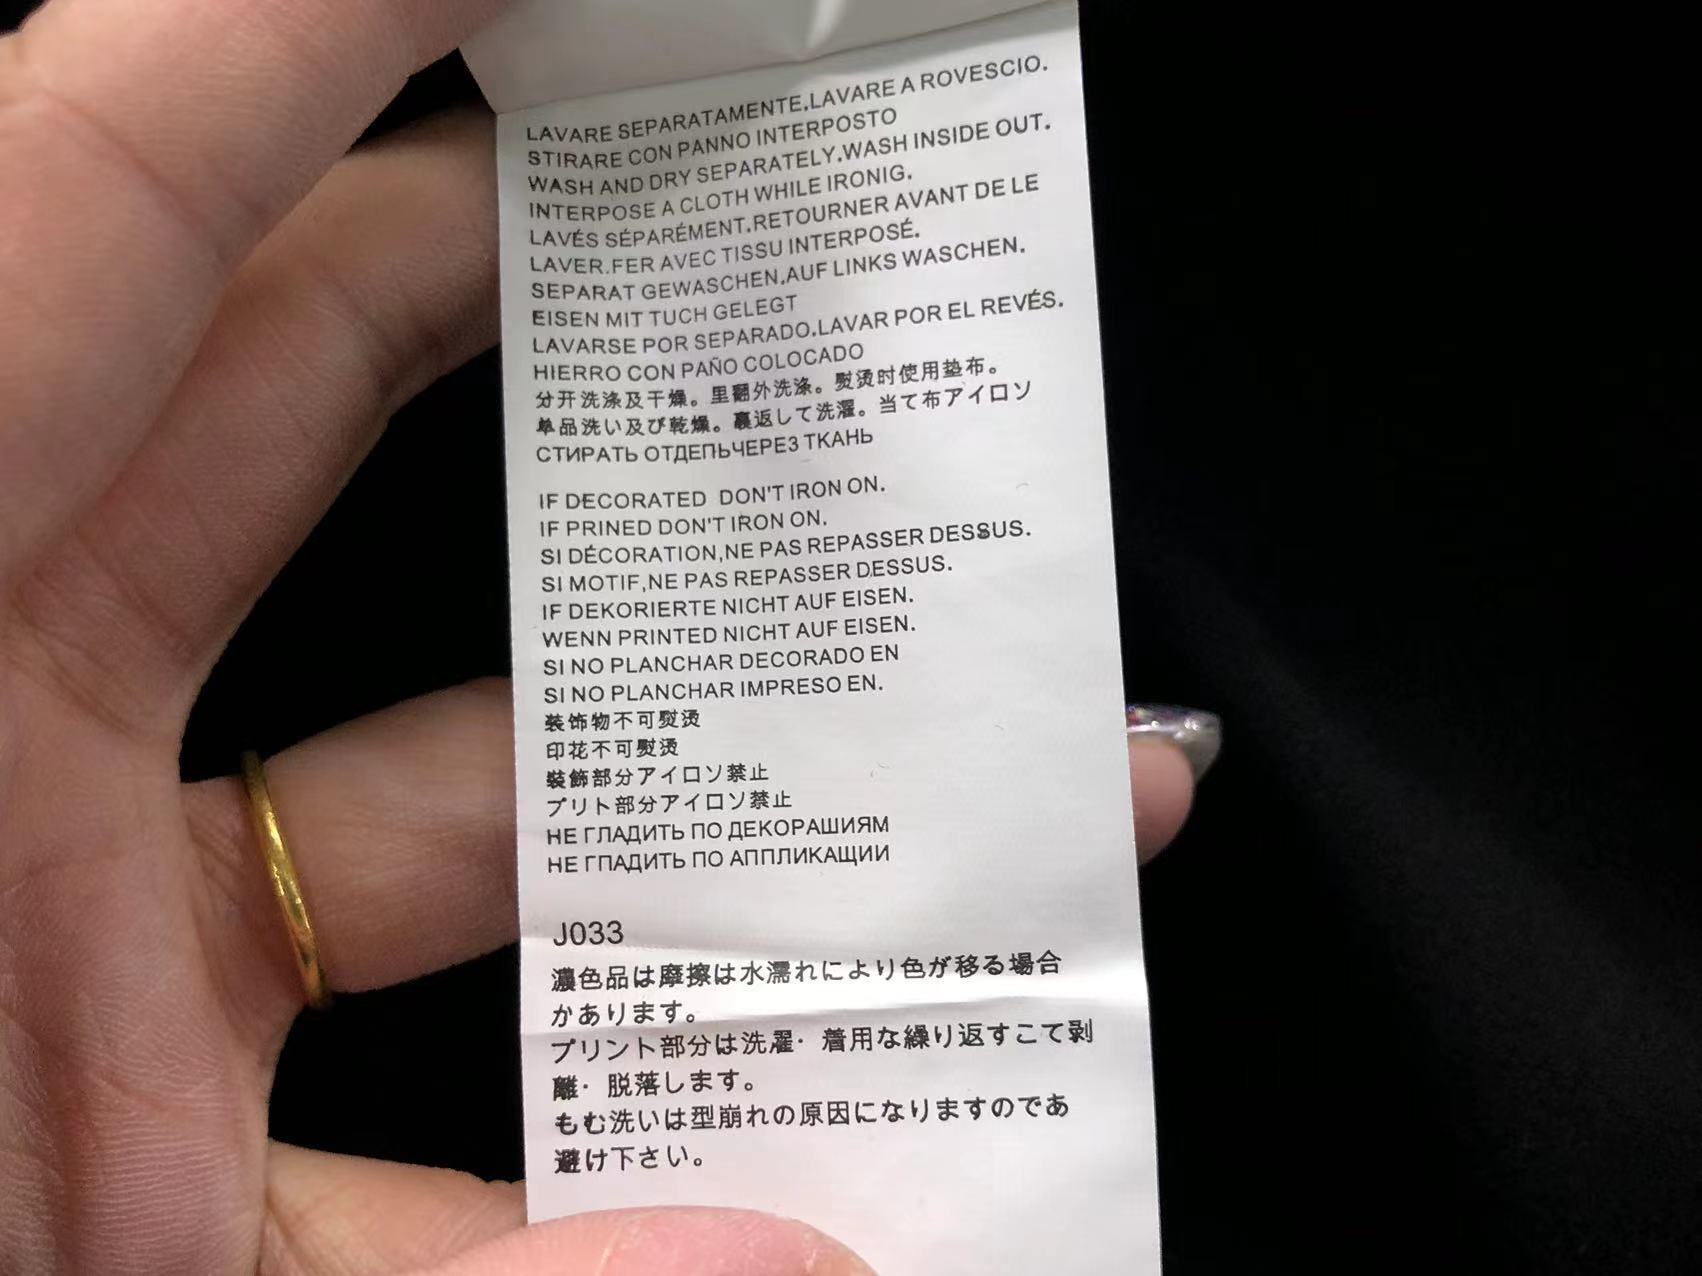 LAVARE SEPARATAMENTE.LAVARE A ROVESCIO.
STIRARE CON PANNO INTERPOSTO
WASH AND DRY SEPARATELY.WASH INSIDE OUT.
INTERPOSE A CLOTH WHILE IRONIG.
LAVÉS SÉPARÉMENT.RETOURNER AVANT DE LE
LAVER.FER AVEC TISSU INTERPOSÉ.
SEPARAT GEWASCHEN.AUF LINKS WASCHEN.
EISEN MIT TUCH GELEGT
LAVARSE POR SEPARADO.LAVAR POR EL REVÉS.
HIERRO CON PAÑO COLOCADO
分开洗涤及干燥。里翻外洗涤。熨烫时使用垫布。
单品洗い及び乾燥。裏返して洗濯。当て布アイロソ
СТИРАТЬ ОТДЕПЬЧЕРЕЗ ТКАНЬ
IF DECORATED DON'T IRON ON.
IF PRINED DON'T IRON ON.
SI DÉCORATION,NE PAS REPASSER DESSUS.
SI MOTIF,NE PAS REPASSER DESSUS.
IF DEKORIERTE NICHT AUF EISEN.
WENN PRINTED NICHT AUF EISEN.
SI NO PLANCHAR DECORADO EN
SI NO PLANCHAR IMPRESO EN.
装饰物不可熨烫
印花不可熨烫
装飾部分アイロソ禁止
プリト部分アイロソ禁止
НЕ ГЛАДИТЬ ПО ДЕКОРАШИЯМ
НЕ ГПАДИТЬ ПО АППЛИКАЩИИ
J033
濃色品は摩擦は水濡れにより色が移る場合
かあります。
プリント部分は洗濯·着用な繰り返すこて剥
離·脱落します。
もむ洗いは型崩れの原因になりますのであ
避け下さい。